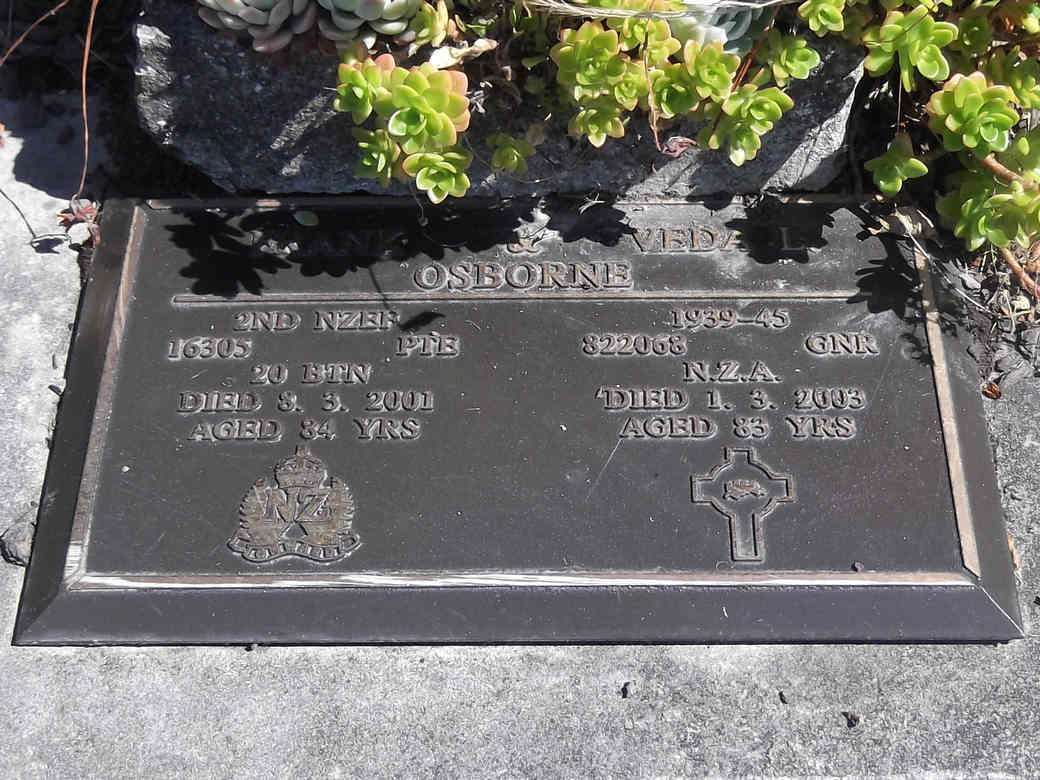 & VEDA L
OSBORNE
2ND NZEF
16305 PTE
20 BTN
DIED 8. 3. 2001
AGED 84 YRS
NZ
1939-45
822068 GNR
N.Z.A.
DIED 1. 3. 2003
AGED 83 YRS